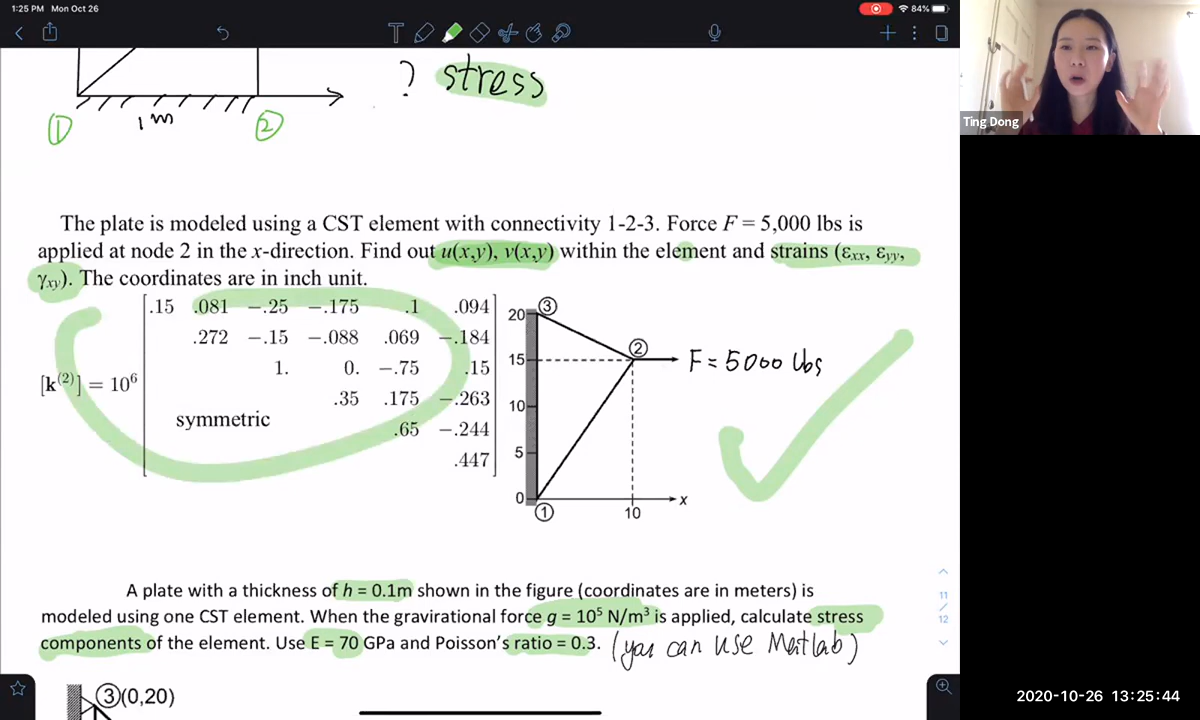 1:25 PM Mon Oct 26
84%
? stress
① 1 m ②
Ting Dong
The plate is modeled using a CST element with connectivity 1-2-3. Force F = 5,000 lbs is
applied at node 2 in the x-direction. Find out u(x,y), v(x,y) within the element and strains (εxx, εyy,
γxy). The coordinates are in inch unit.
.15 .081 −.25 −.175 .1 .094
.272 −.15 −.088 .069 −.184
[k⁽²⁾] = 10⁶
1. 0. −.75 .15
.35 .175 −.263
symmetric
.65 −.244
.447
20 ③
②
15 F = 5000 lbs
10
5
0 x
① 10
A plate with a thickness of h = 0.1m shown in the figure (coordinates are in meters) is
modeled using one CST element. When the gravirational force g = 10⁵ N/m³ is applied, calculate stress
components of the element. Use E = 70 GPa and Poisson's ratio = 0.3. (you can use Matlab)
11
/
12
③(0,20)
2020-10-26 13:25:44